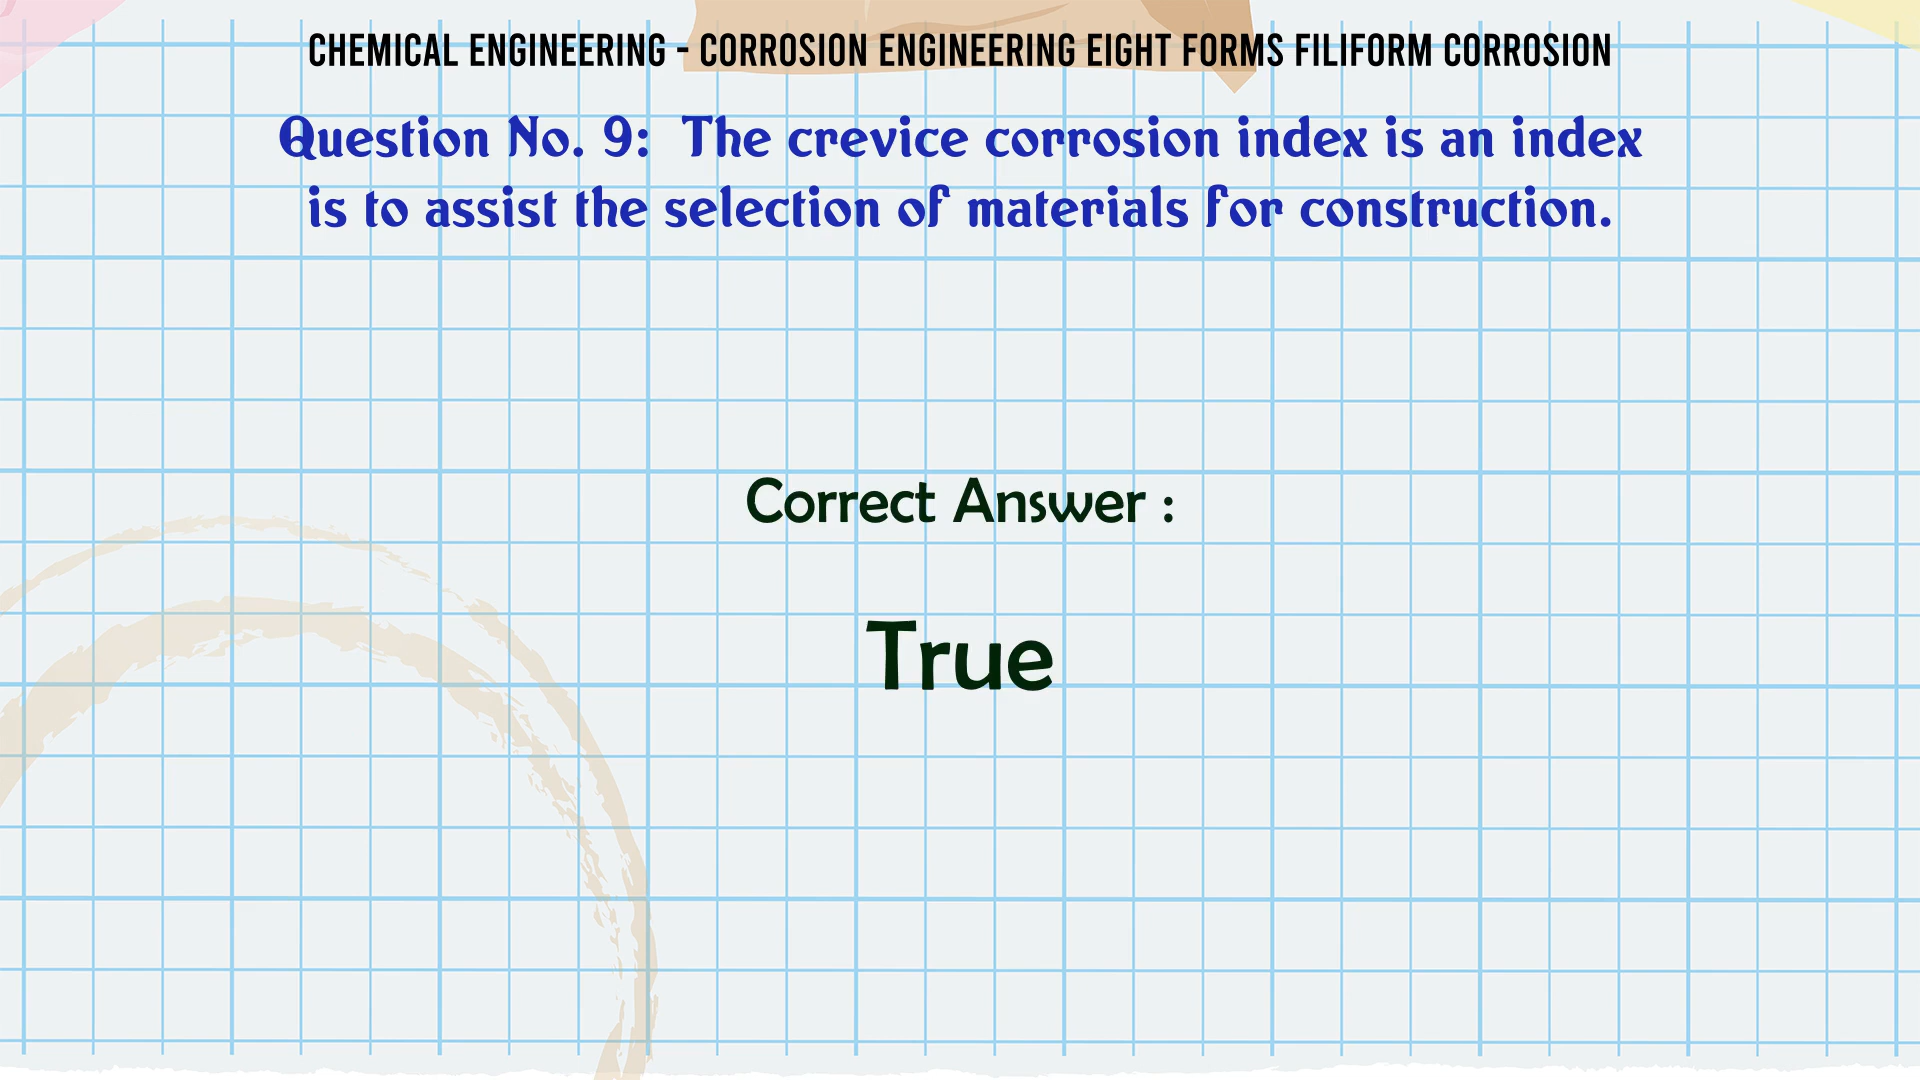 CHEMICAL ENGINEERING - CORROSION ENGINEERING EIGHT FORMS FILIFORM CORROSION
Question No. 9: The crevice corrosion index is an index
is to assist the selection of materials for construction.
Correct Answer :
True